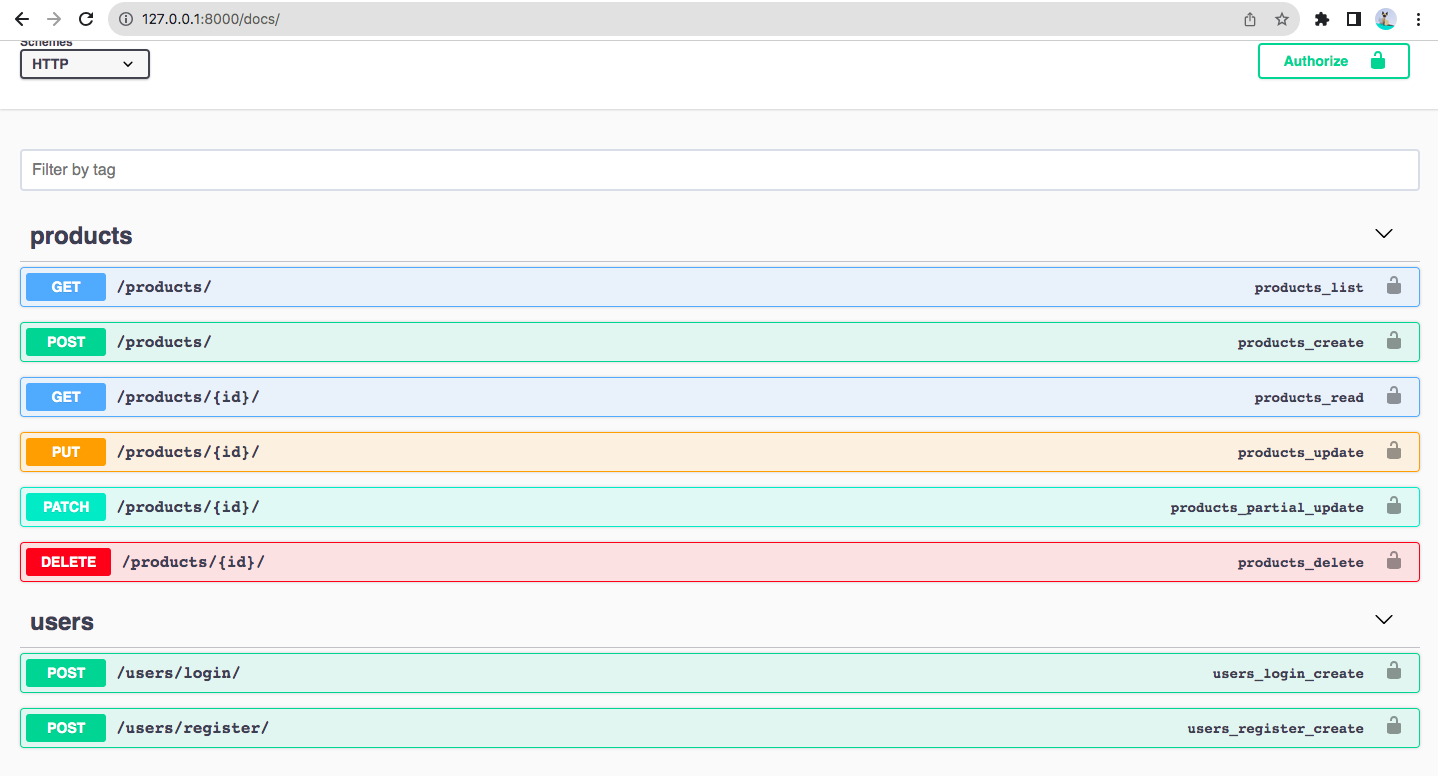 127.0.0.1:8000/docs/
Schemes
HTTP
Authorize
Filter by tag
products
GET /products/ products_list
POST /products/ products_create
GET /products/{id}/ products_read
PUT /products/{id}/ products_update
PATCH /products/{id}/ products_partial_update
DELETE /products/{id}/ products_delete
users
POST /users/login/ users_login_create
POST /users/register/ users_register_create